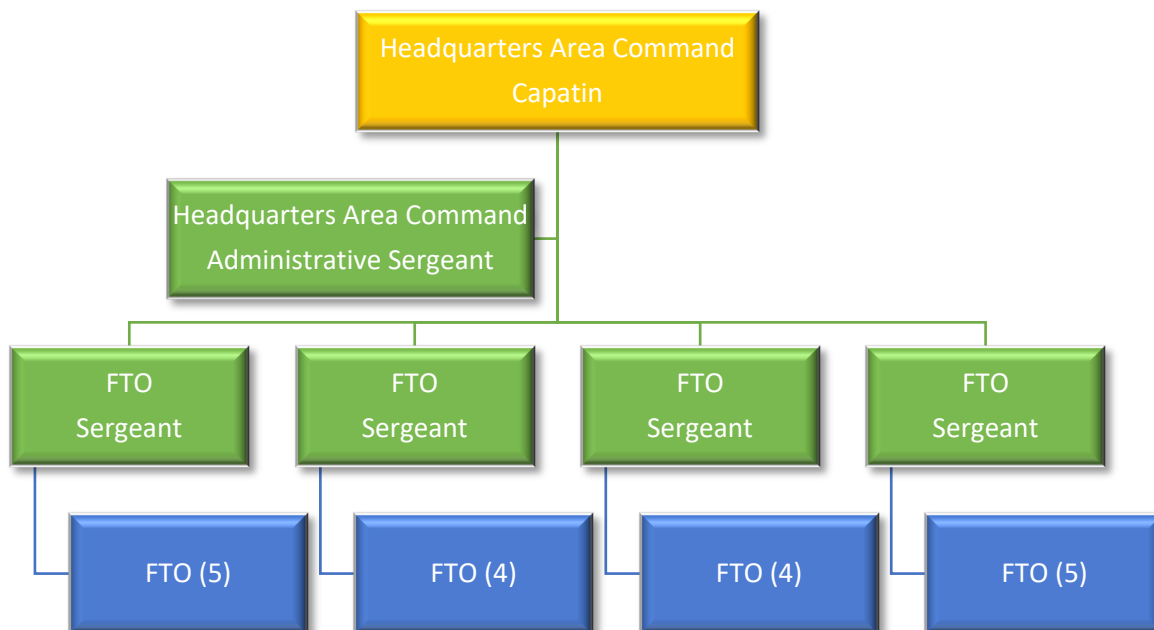 Headquarters Area Command
Capatin
Headquarters Area Command
Administrative Sergeant
FTO
Sergeant
FTO
Sergeant
FTO
Sergeant
FTO
Sergeant
FTO (5)
FTO (4)
FTO (4)
FTO (5)